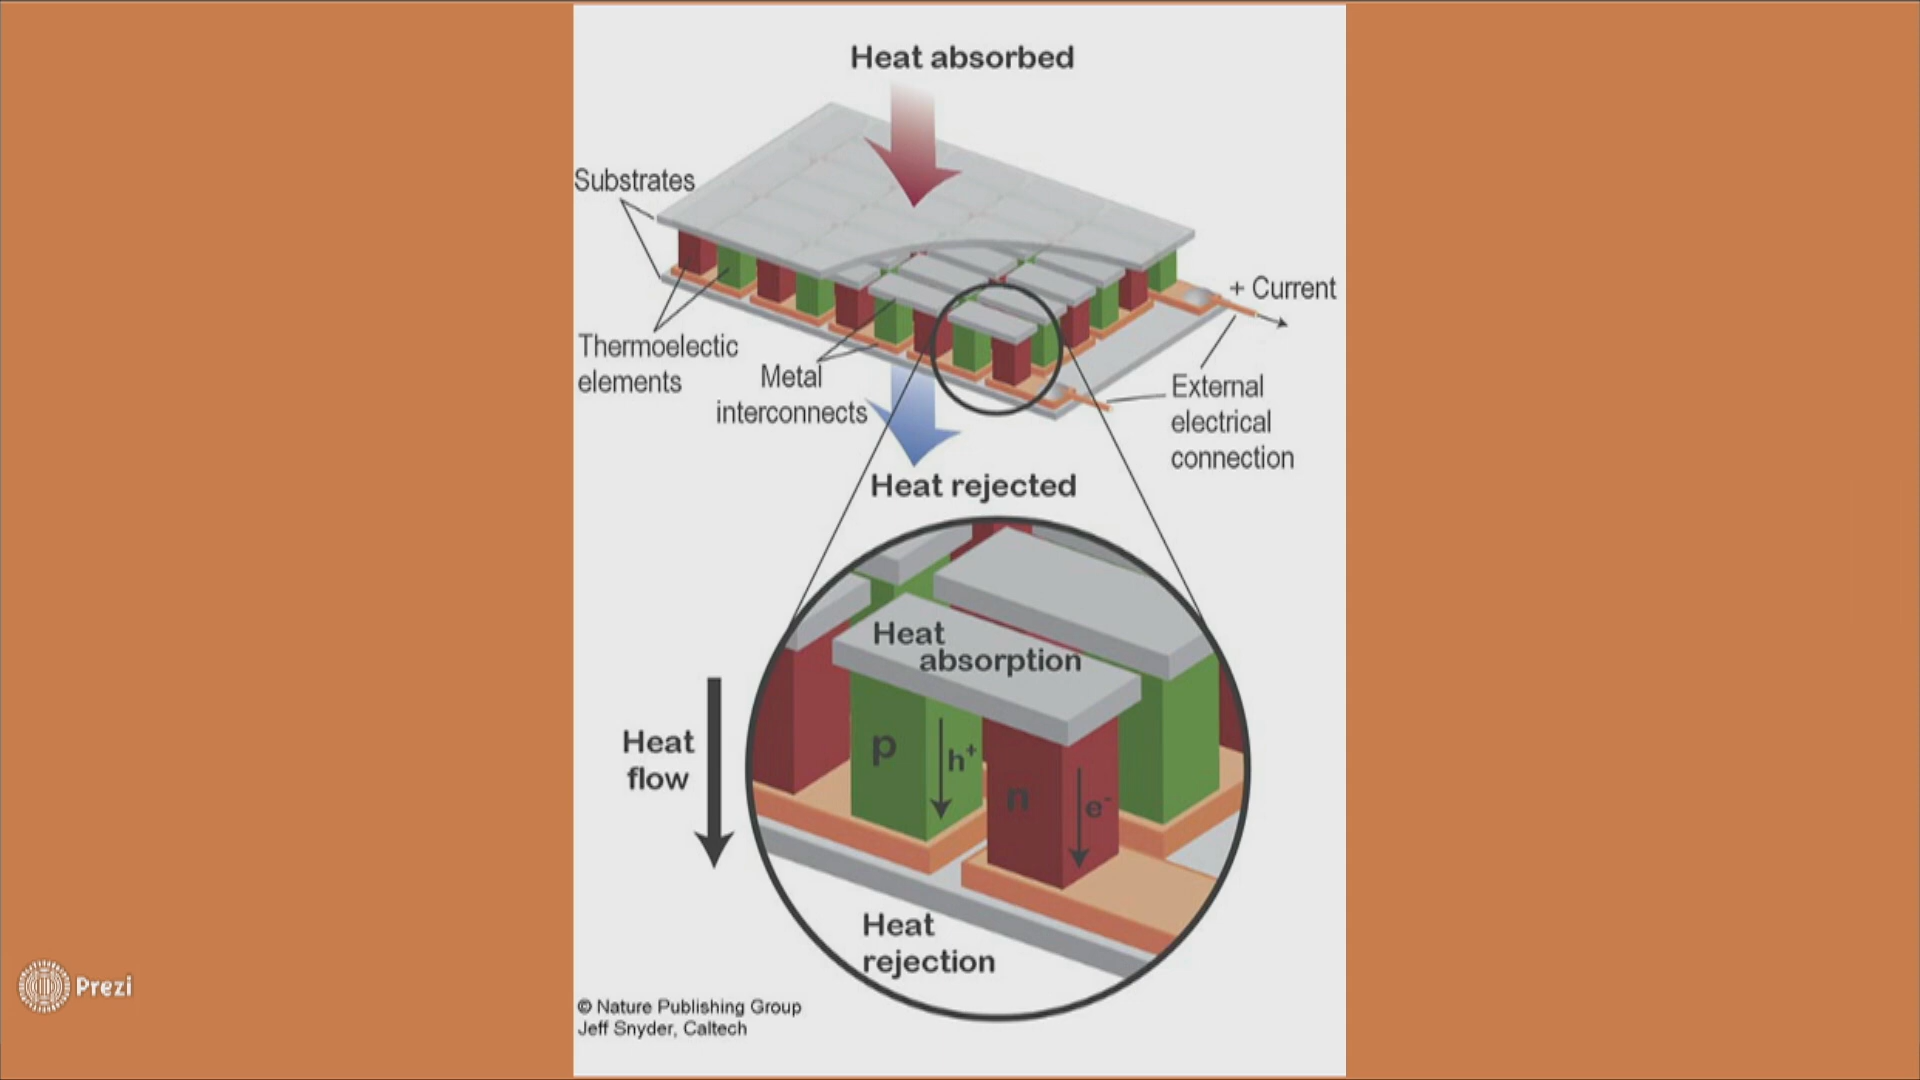 Heat absorbed
Substrates
+ Current
Thermoelectic
elements
Metal
interconnects
External
electrical
connection
Heat rejected
Heat
absorption
Heat
flow
p
h+
n
e-
Heat
rejection
Prezi
© Nature Publishing Group
Jeff Snyder, Caltech